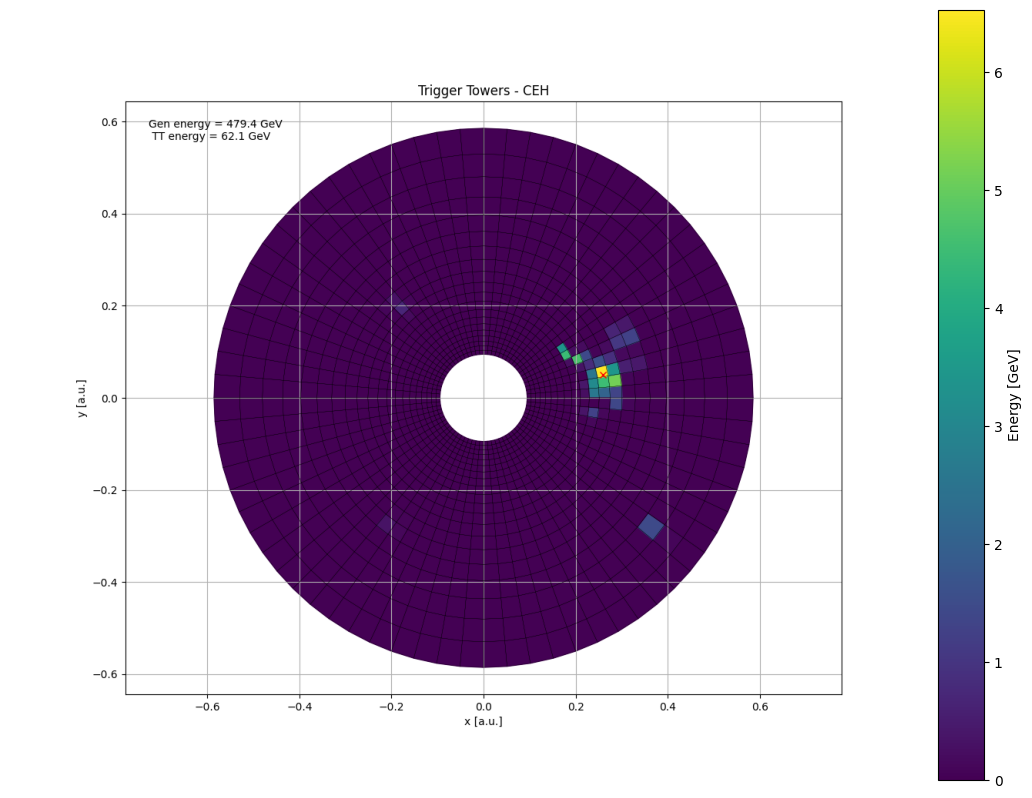 Trigger Towers - CEH
Gen energy = 479.4 GeV
TT energy = 62.1 GeV
0.6
0.4
0.2
0.0
−0.2
−0.4
−0.6
y [a.u.]
−0.6 −0.4 −0.2 0.0 0.2 0.4 0.6
x [a.u.]
6
5
4
3
2
1
0
Energy [GeV]